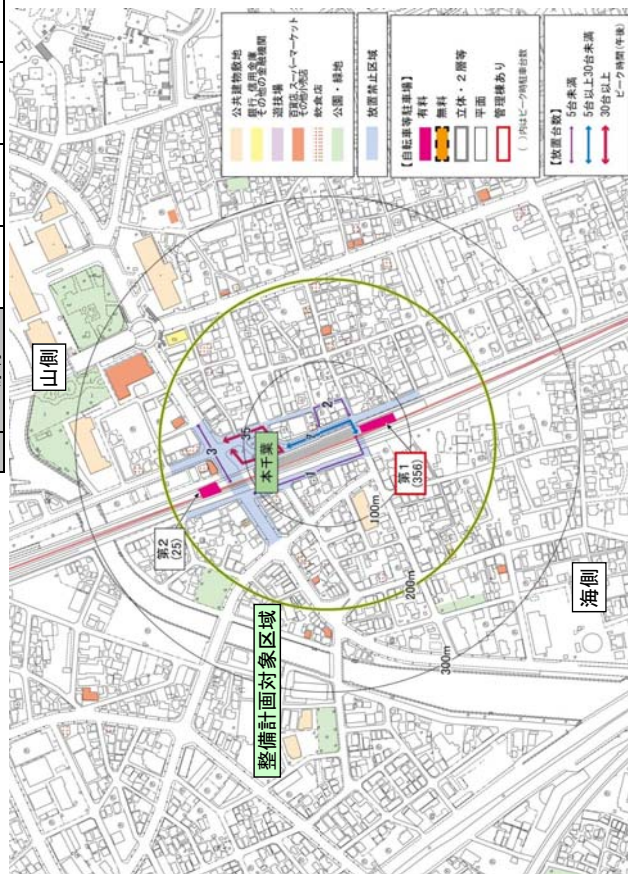 山側
海側
整備計画対象区域
本千葉
第1
(356)
第2
(25)
100m
200m
300m
1
2
3
7
35
公共建物敷地
銀行、信用金庫
その他の金融機関
遊技場
百貨店、スーパーマーケット
その他小売店
飲食店
公園・緑地
放置禁止区域
【自転車等駐車場】
有料
無料
立体・2階等
平面
管理棟あり
( )内はピーク時駐車台数
【放置台数】
5台未満
5台以上30台未満
30台以上
ピーク時間(午後)